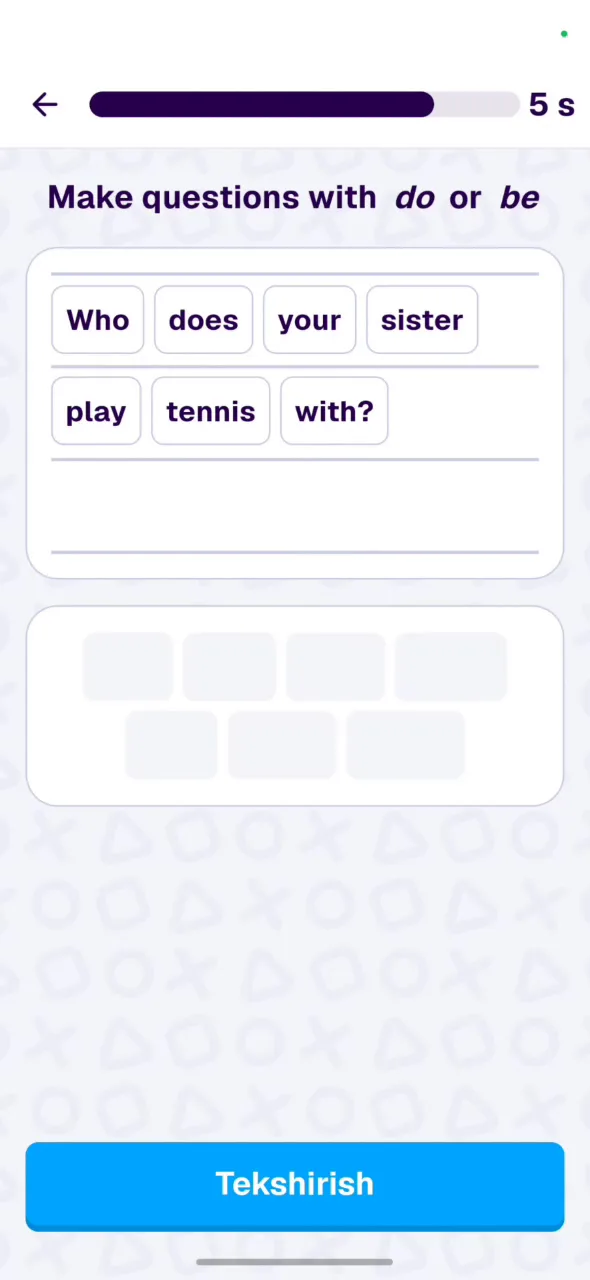 5 s
Make questions with do or be
Who does your sister
play tennis with?
Tekshirish